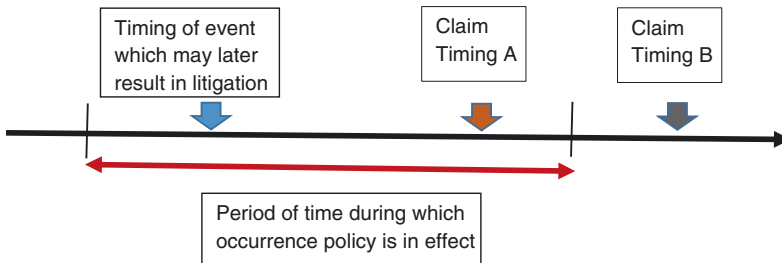 Timing of event
which may later
result in litigation
Claim
Timing A
Claim
Timing B
Period of time during which
occurrence policy is in effect